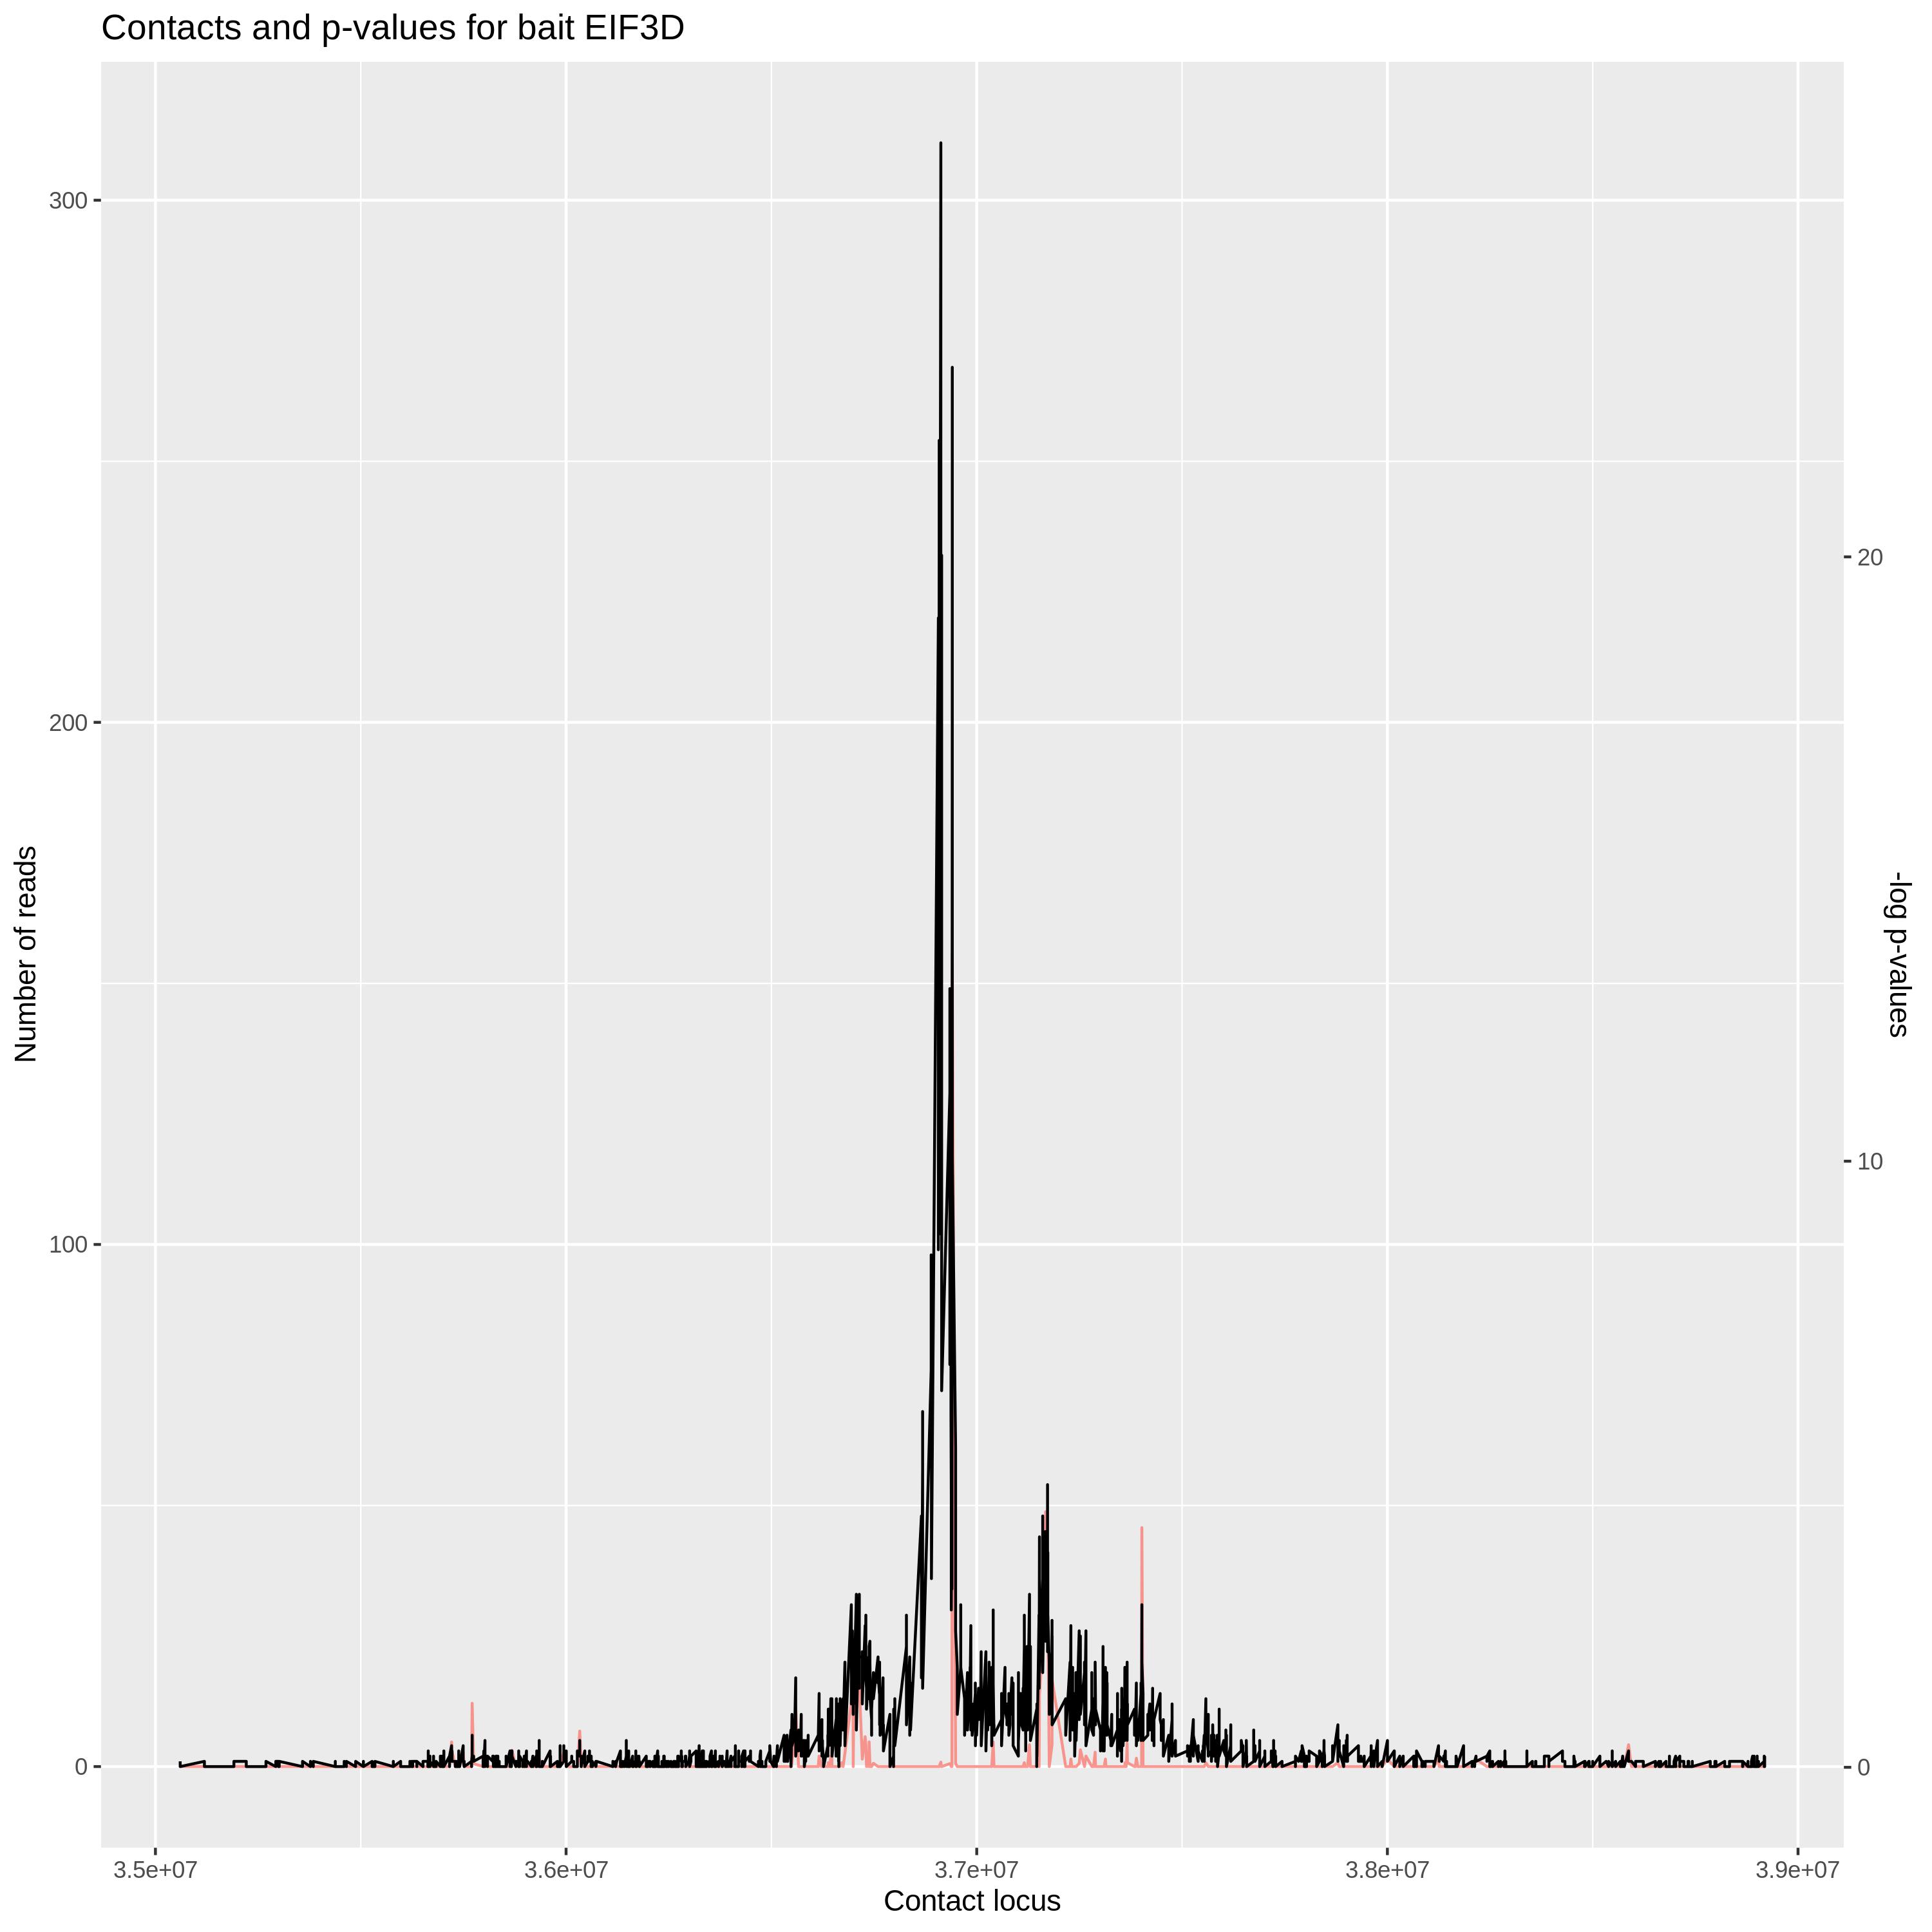 Contacts and p-values for bait EIF3D
300
200
100
0
Number of reads
20
10
0
-log p-values
3.5e+07
3.6e+07
3.7e+07
3.8e+07
3.9e+07
Contact locus